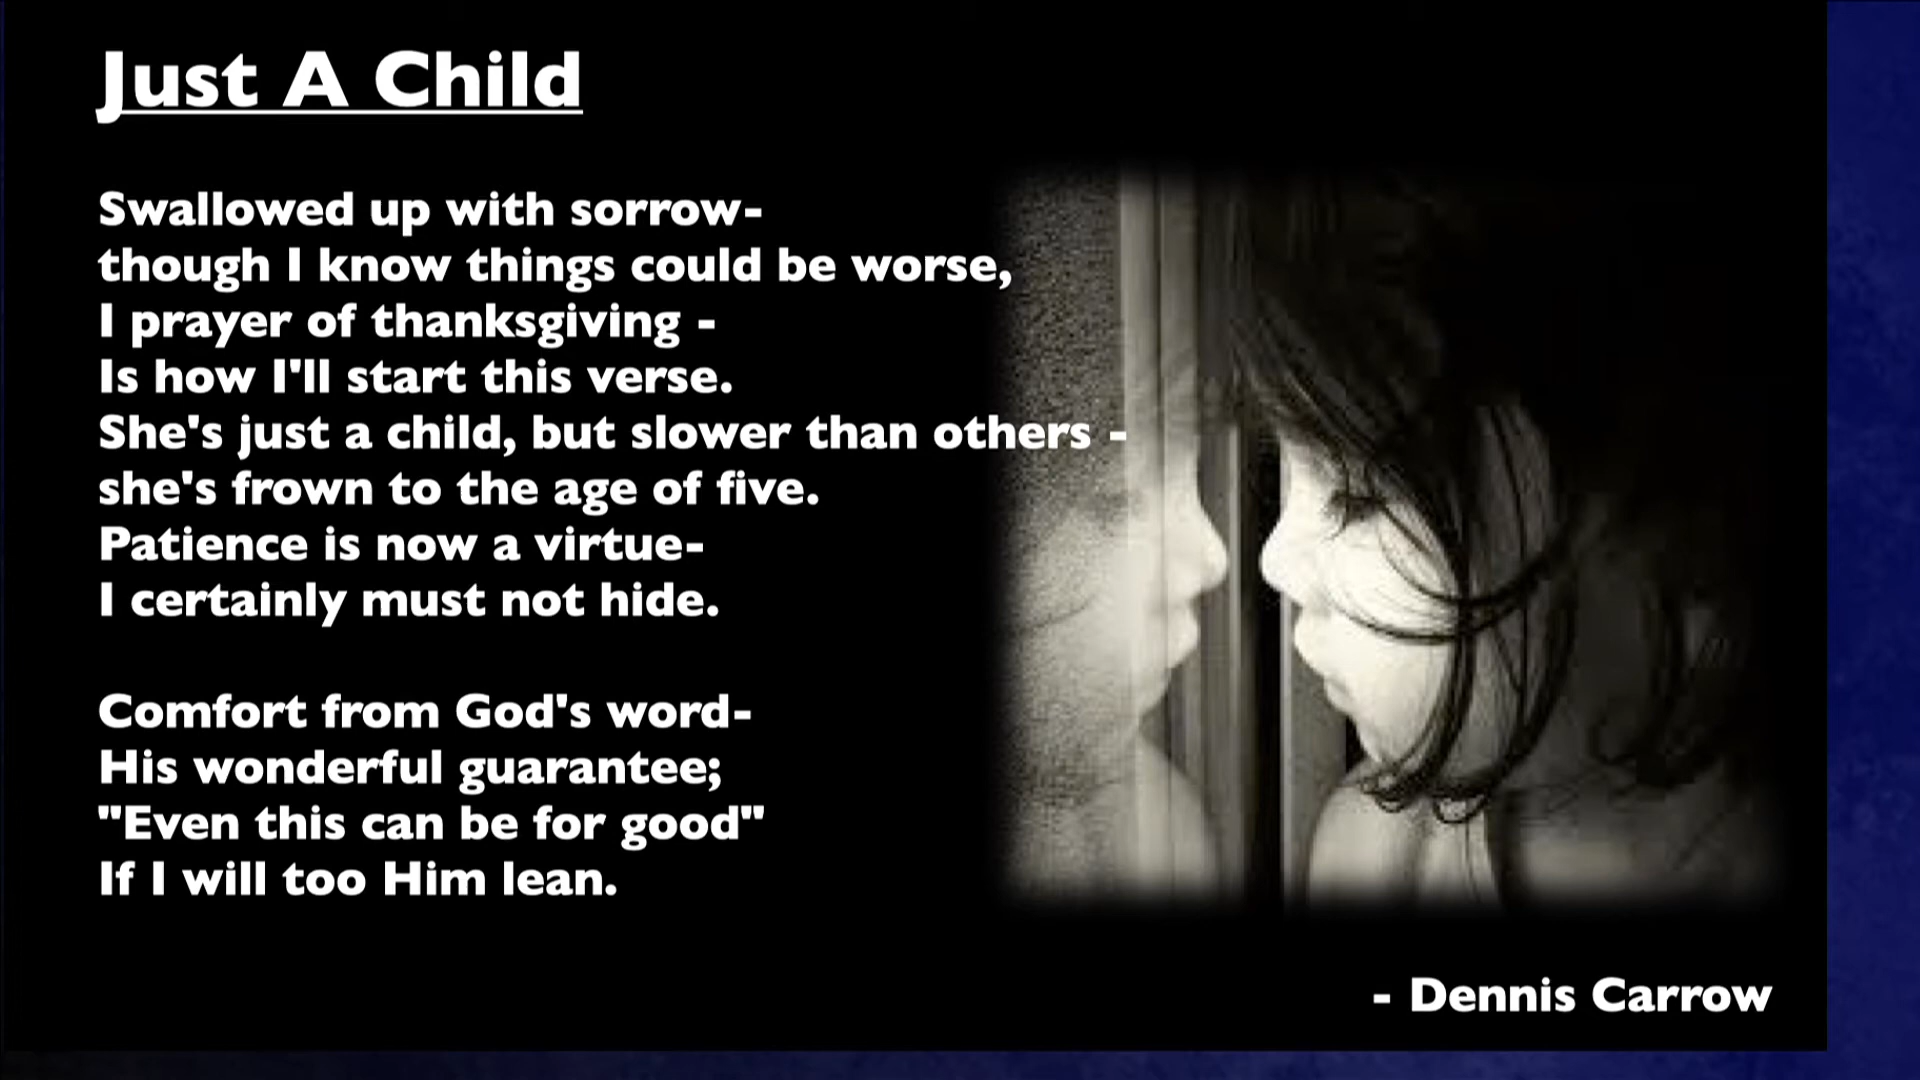 Just A Child
Swallowed up with sorrow-
though I know things could be worse,
I prayer of thanksgiving -
Is how I'll start this verse.
She's just a child, but slower than others -
she's frown to the age of five.
Patience is now a virtue-
I certainly must not hide.
Comfort from God's word-
His wonderful guarantee;
"Even this can be for good"
If I will too Him lean.
- Dennis Carrow